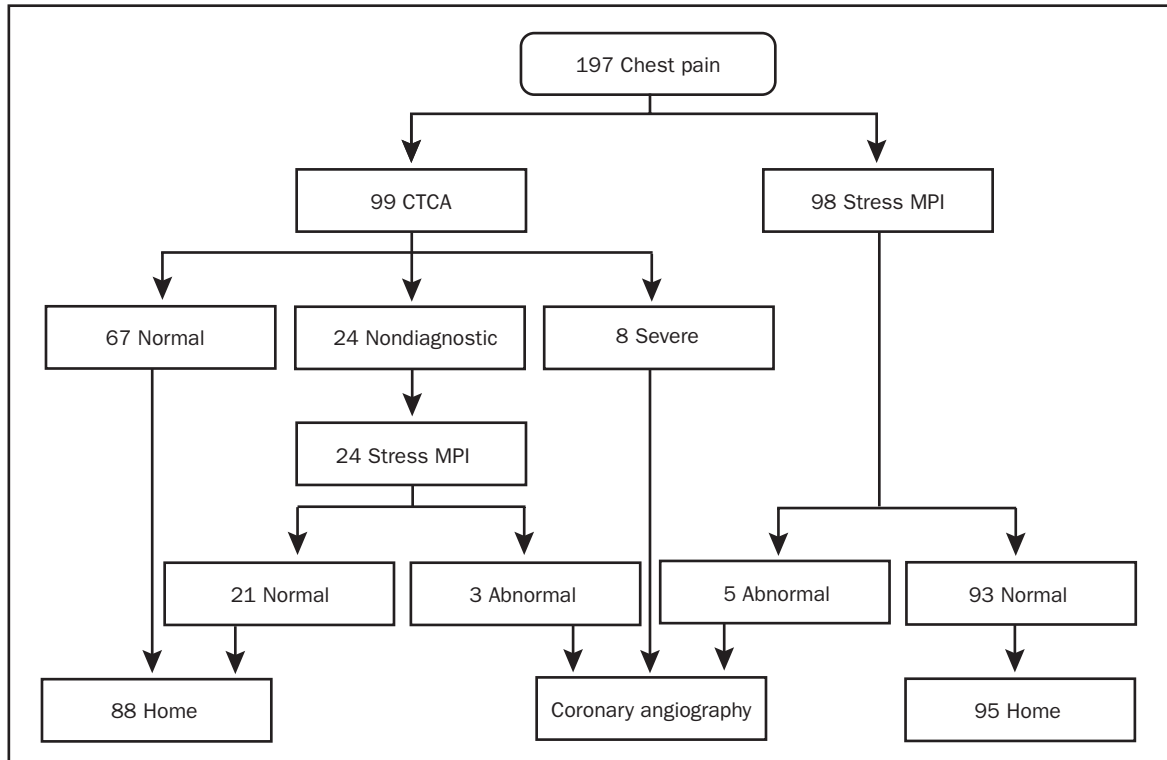 197 Chest pain
99 CTCA
98 Stress MPI
67 Normal
24 Nondiagnostic
8 Severe
24 Stress MPI
21 Normal
3 Abnormal
5 Abnormal
93 Normal
88 Home
Coronary angiography
95 Home